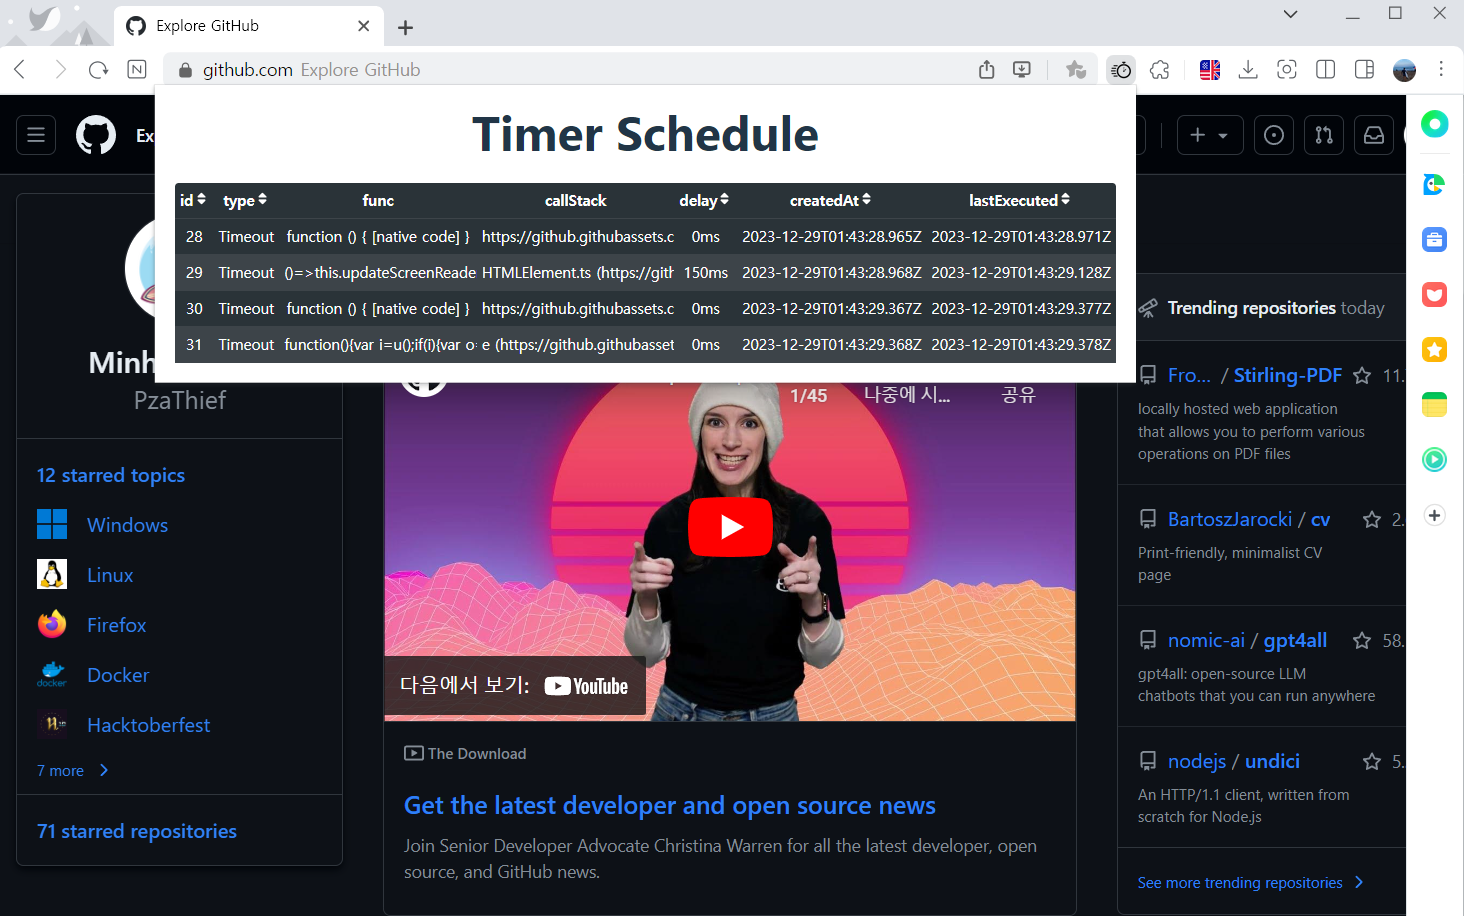 Explore GitHub
N
github.com Explore GitHub
Timer Schedule
id type func callStack delay createdAt lastExecuted
28 Timeout function () { [native code] } https://github.githubassets.c 0ms 2023-12-29T01:43:28.965Z 2023-12-29T01:43:28.971Z
29 Timeout ()=>this.updateScreenReade HTMLElement.ts (https://gith 150ms 2023-12-29T01:43:28.968Z 2023-12-29T01:43:29.128Z
30 Timeout function () { [native code] } https://github.githubassets.c 0ms 2023-12-29T01:43:29.367Z 2023-12-29T01:43:29.377Z
31 Timeout function(){var i=u();if(i){var o e (https://github.githubasset 0ms 2023-12-29T01:43:29.368Z 2023-12-29T01:43:29.378Z
Ex
Minh
PzaThief
12 starred topics
Windows
Linux
Firefox
docker
Docker
Hacktoberfest
7 more
71 starred repositories
1/45 나중에 시... 공유
다음에서 보기: YouTube
The Download
Get the latest developer and open source news
Join Senior Developer Advocate Christina Warren for all the latest developer, open
source, and GitHub news.
Trending repositories today
Fro... / Stirling-PDF 11.
locally hosted web application
that allows you to perform various
operations on PDF files
BartoszJarocki / cv 2.
Print-friendly, minimalist CV
page
nomic-ai / gpt4all 58.
gpt4all: open-source LLM
chatbots that you can run anywhere
nodejs / undici 5.
An HTTP/1.1 client, written from
scratch for Node.js
See more trending repositories